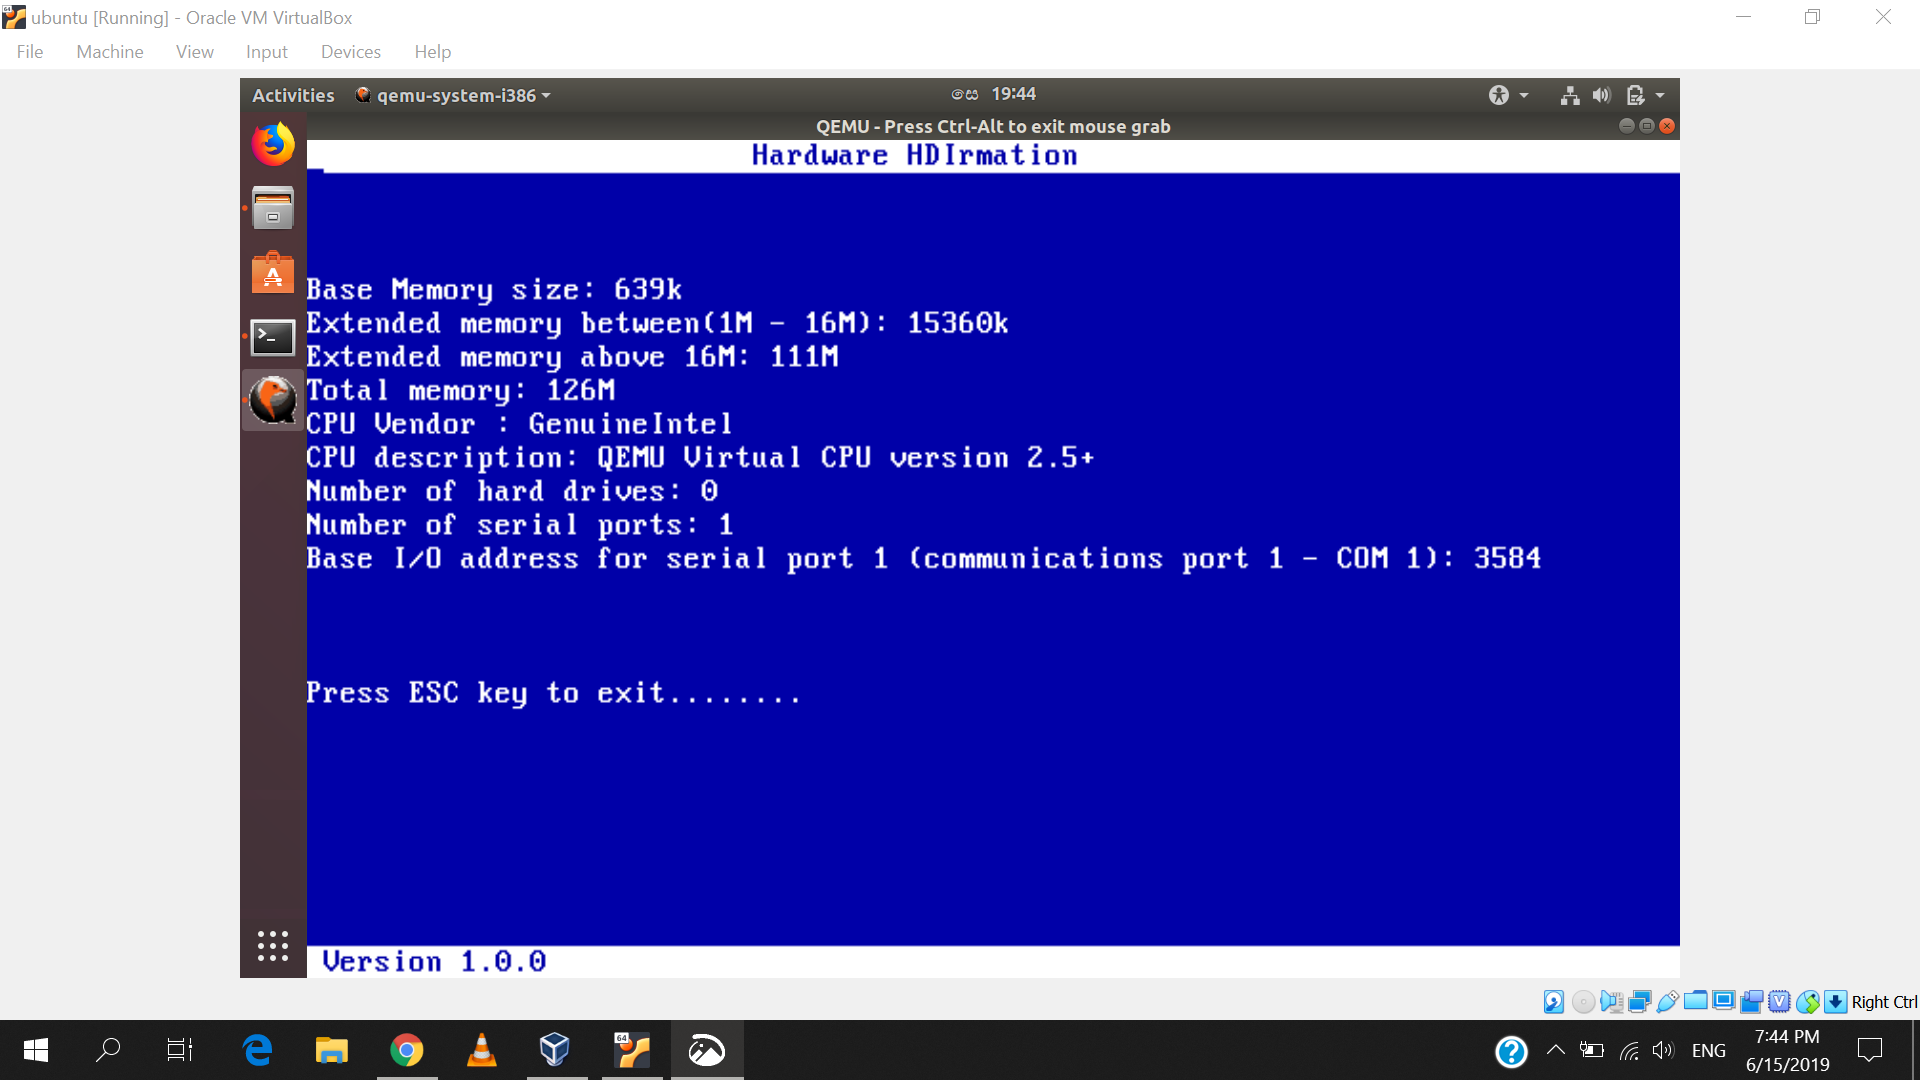 ubuntu [Running] - Oracle VM VirtualBox
File Machine View Input Devices Help
Activities qemu-system-i386 සෙ 19:44
QEMU - Press Ctrl-Alt to exit mouse grab
Hardware HDIrmation
Base Memory size: 639k
Extended memory between(1M - 16M): 15360k
Extended memory above 16M: 111M
Total memory: 126M
CPU Vendor : GenuineIntel
CPU description: QEMU Virtual CPU version 2.5+
Number of hard drives: 0
Number of serial ports: 1
Base I/O address for serial port 1 (communications port 1 - COM 1): 3584
Press ESC key to exit........
Version 1.0.0
Right Ctrl
64
ENG
7:44 PM
6/15/2019